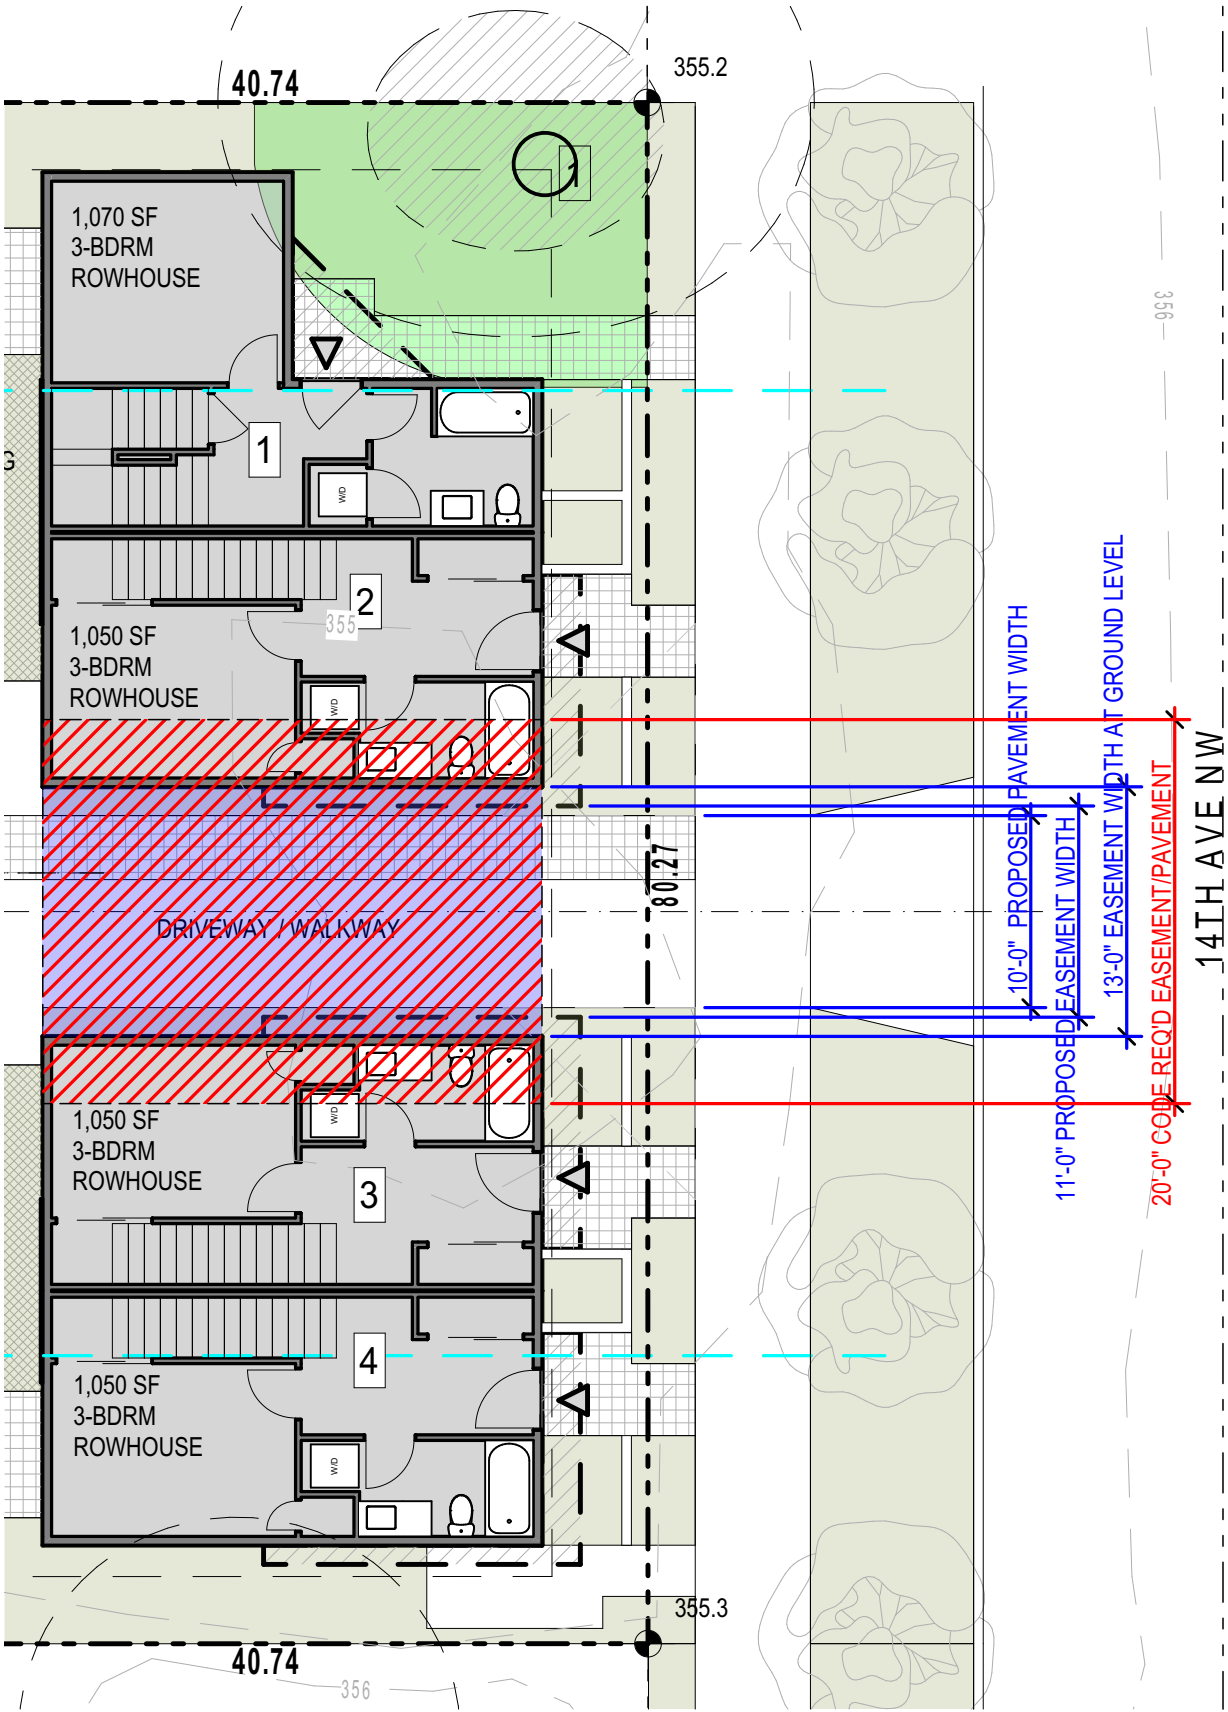 40.74
355.2
1
1,070 SF
3-BDRM
ROWHOUSE
356
G
1
W/D
2
355
1,050 SF
3-BDRM
ROWHOUSE
W/D
10'-0" PROPOSED PAVEMENT WIDTH
11'-0" PROPOSED EASEMENT WIDTH
13'-0" EASEMENT WIDTH AT GROUND LEVEL
20'-0" CODE REQ'D EASEMENT/PAVEMENT
14TH AVE NW
80.27
DRIVEWAY / WALKWAY
1,050 SF
3-BDRM
ROWHOUSE
W/D
3
4
1,050 SF
3-BDRM
ROWHOUSE
W/D
355.3
40.74
356